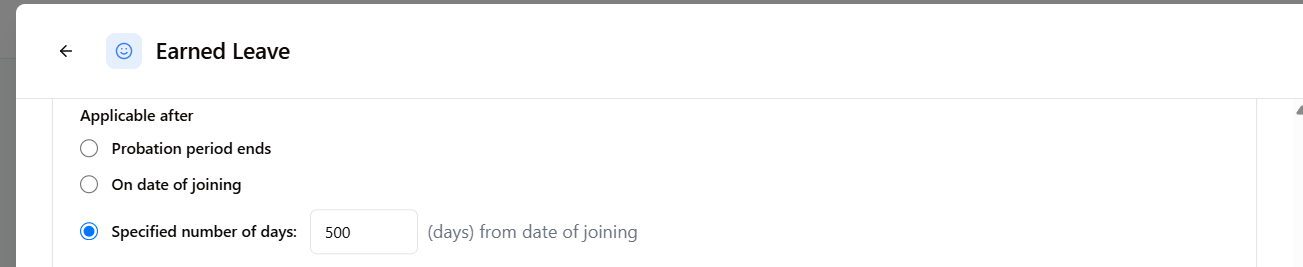 Earned Leave
Applicable after
Probation period ends
On date of joining
Specified number of days: 500 (days) from date of joining